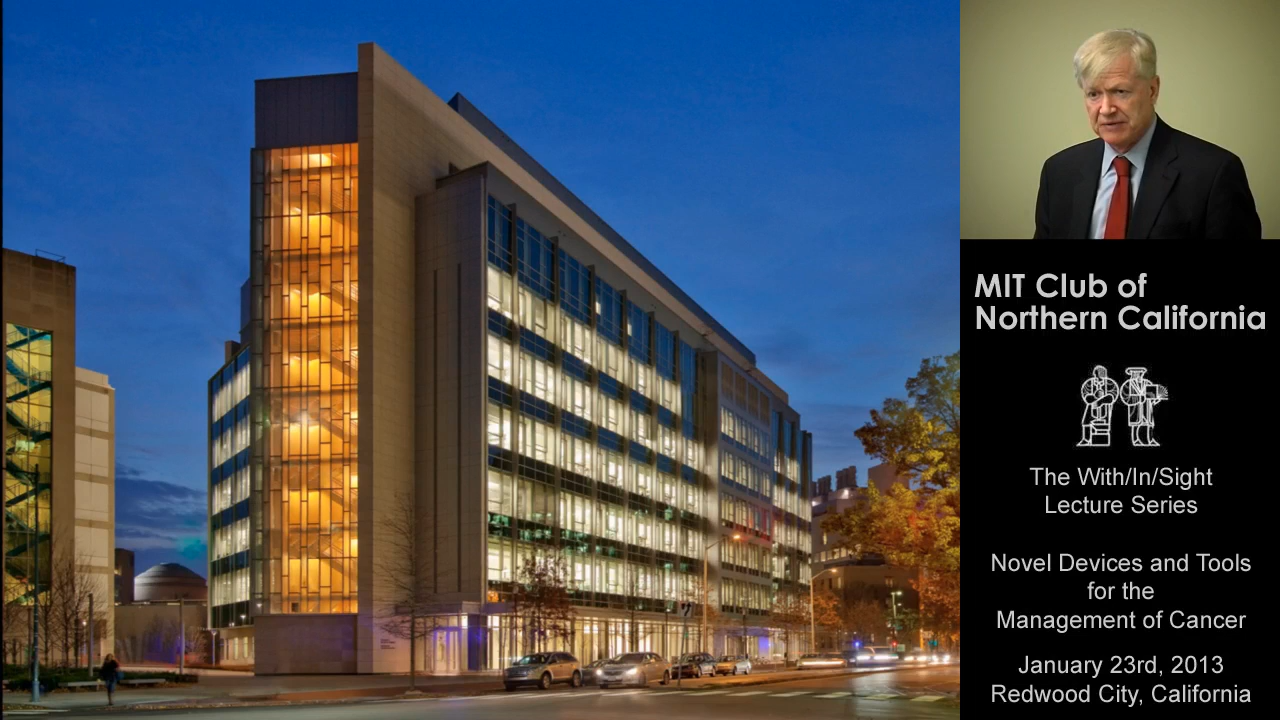 MIT Club of
Northern California
The With/In/Sight
Lecture Series
Novel Devices and Tools
for the
Management of Cancer
January 23rd, 2013
Redwood City, California